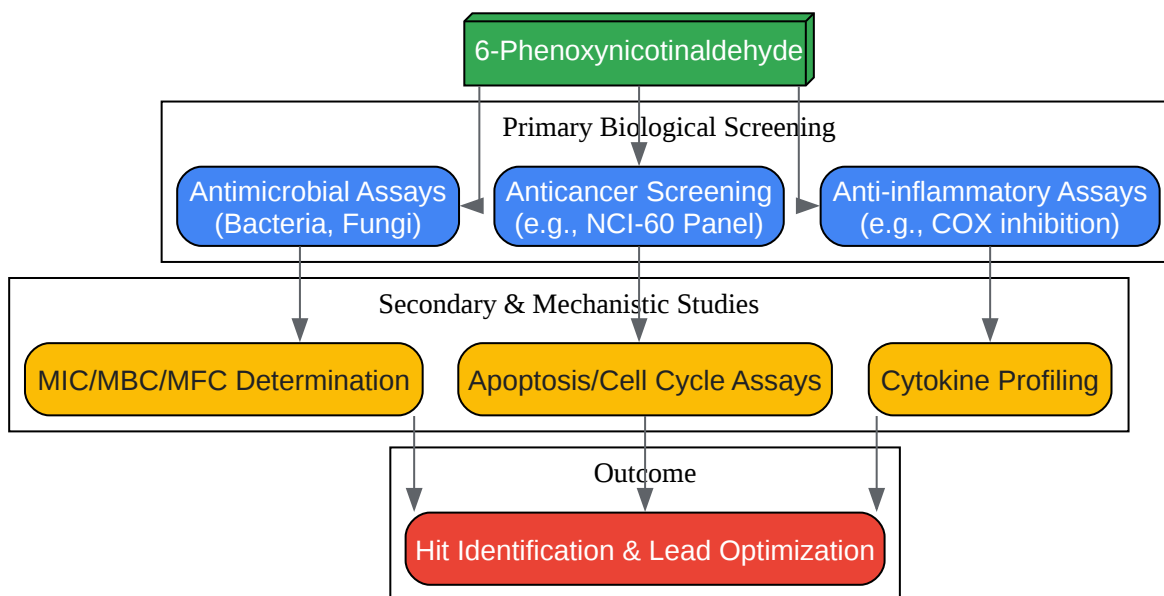 6-Phenoxynicotinaldehyde
Primary Biological Screening
Antimicrobial Assays
(Bacteria, Fungi)
Anticancer Screening
(e.g., NCI-60 Panel)
Anti-inflammatory Assays
(e.g., COX inhibition)
Secondary & Mechanistic Studies
MIC/MBC/MFC Determination
Apoptosis/Cell Cycle Assays
Cytokine Profiling
Outcome
Hit Identification & Lead Optimization